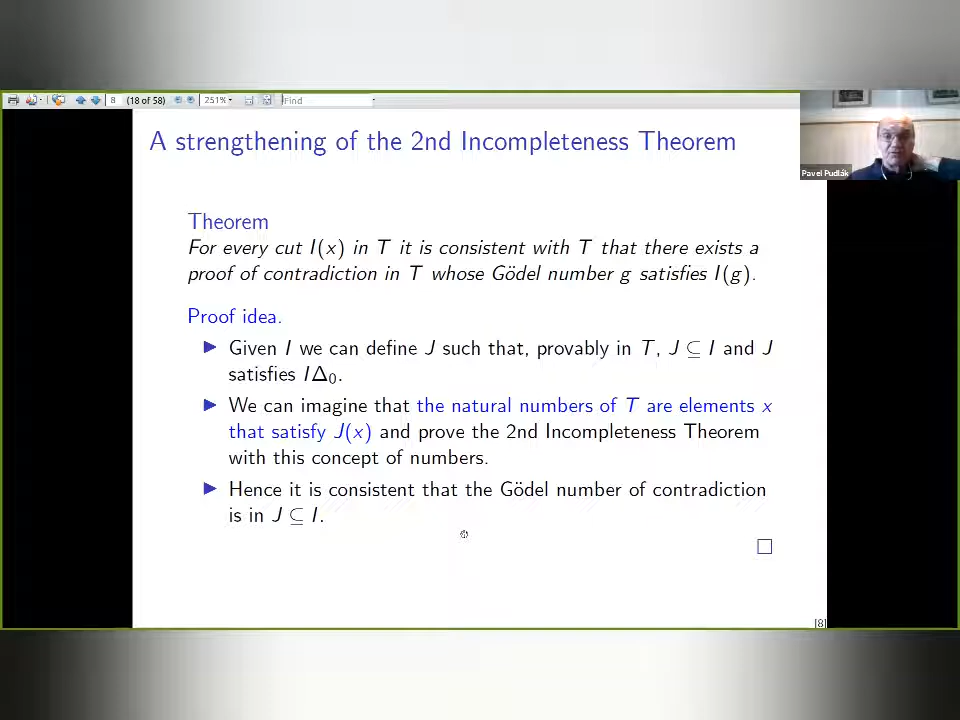 8 (18 of 58) 251% Find
Pavel Pudlák
A strengthening of the 2nd Incompleteness Theorem
Theorem
For every cut I(x) in T it is consistent with T that there exists a
proof of contradiction in T whose Gödel number g satisfies I(g).
Proof idea.
Given I we can define J such that, provably in T, J ⊆ I and J
satisfies IΔ₀.
We can imagine that the natural numbers of T are elements x
that satisfy J(x) and prove the 2nd Incompleteness Theorem
with this concept of numbers.
Hence it is consistent that the Gödel number of contradiction
is in J ⊆ I.
[8]